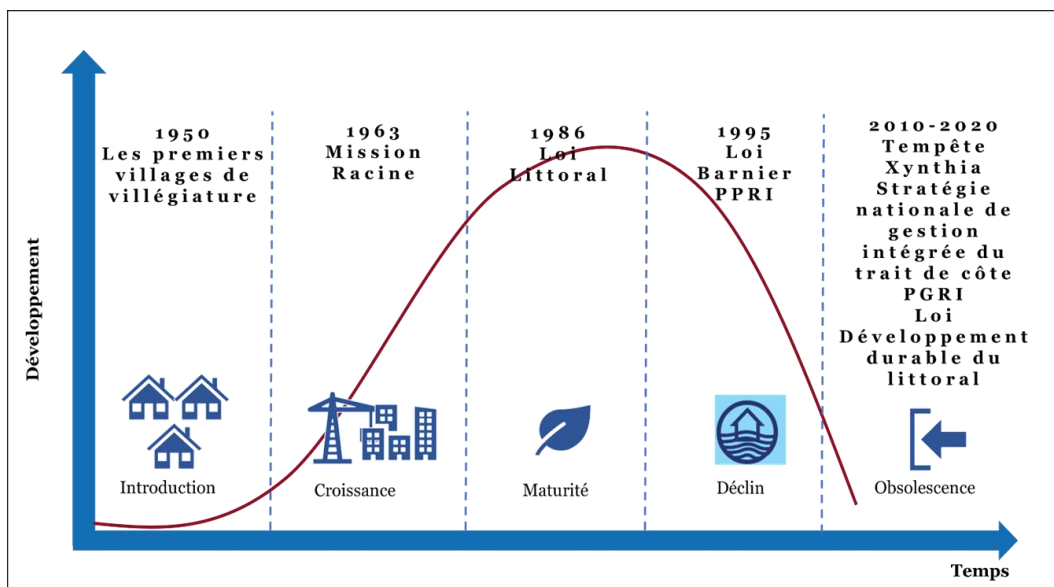 Développement
1950
Les premiers
villages de
villégiature
Introduction
1963
Mission
Racine
Croissance
1986
Loi
Littoral
Maturité
1995
Loi
Barnier
PPRI
Déclin
2010-2020
Tempête
Xynthia
Stratégie
nationale de
gestion
intégrée du
trait de côte
PGRI
Loi
Développement
durable du
littoral
Obsolescence
Temps